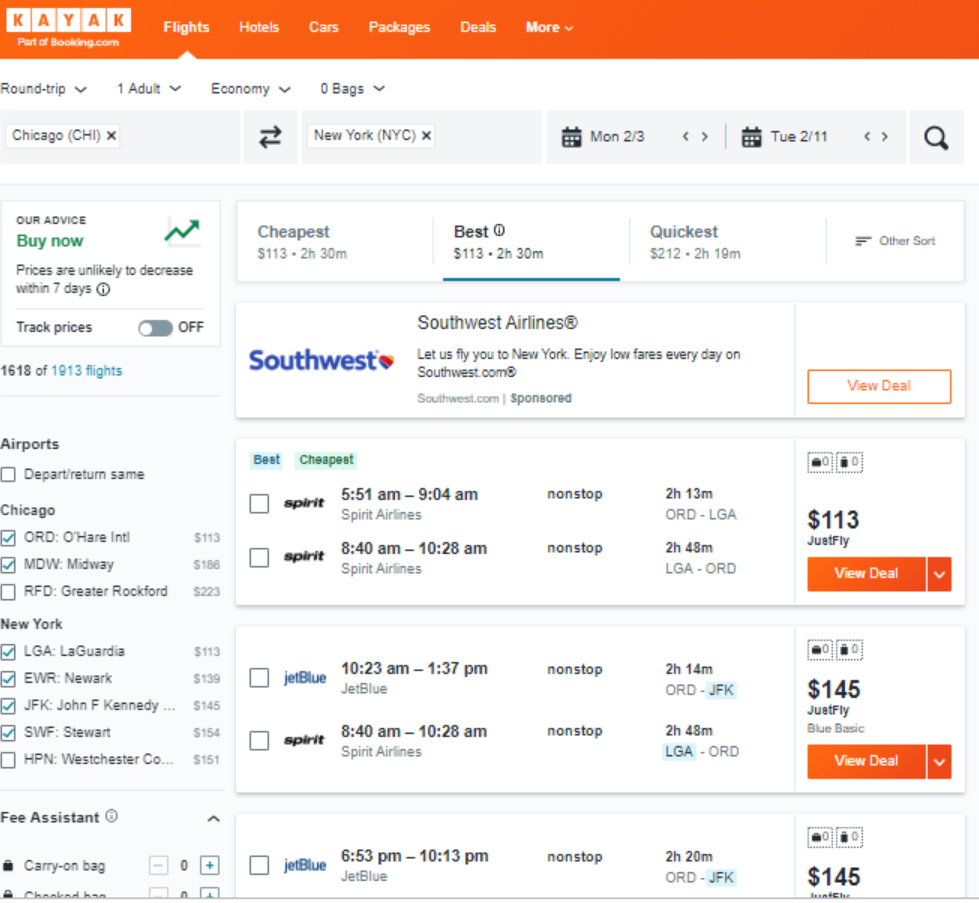 KAYAK
Part of Booking.com
Flights Hotels Cars Packages Deals More
Round-trip 1 Adult Economy 0 Bags
Chicago (CHI) × New York (NYC) × Mon 2/3 < > Tue 2/11 < >
OUR ADVICE
Buy now
Prices are unlikely to decrease
within 7 days
Track prices OFF
1618 of 1913 flights
Airports
Depart/return same
Chicago
ORD: O'Hare Intl $113
MDW: Midway $186
RFD: Greater Rockford $223
New York
LGA: LaGuardia $113
EWR: Newark $139
JFK: John F Kennedy ... $145
SWF: Stewart $154
HPN: Westchester Co... $151
Fee Assistant
Carry-on bag − 0 +
Checked bag − 0 +
Cheapest
$113 • 2h 30m
Best
$113 • 2h 30m
Quickest
$212 • 2h 19m
Other Sort
Southwest
Southwest Airlines®
Let us fly you to New York. Enjoy low fares every day on
Southwest.com®
Southwest.com | Sponsored
View Deal
Best Cheapest
spirit 5:51 am – 9:04 am nonstop 2h 13m
Spirit Airlines ORD - LGA
spirit 8:40 am – 10:28 am nonstop 2h 48m
Spirit Airlines LGA - ORD
0 0
$113
JustFly
View Deal
jetBlue 10:23 am – 1:37 pm nonstop 2h 14m
JetBlue ORD - JFK
spirit 8:40 am – 10:28 am nonstop 2h 48m
Spirit Airlines LGA - ORD
0 0
$145
JustFly
Blue Basic
View Deal
jetBlue 6:53 pm – 10:13 pm nonstop 2h 20m
JetBlue ORD - JFK
0 0
$145
JustFly